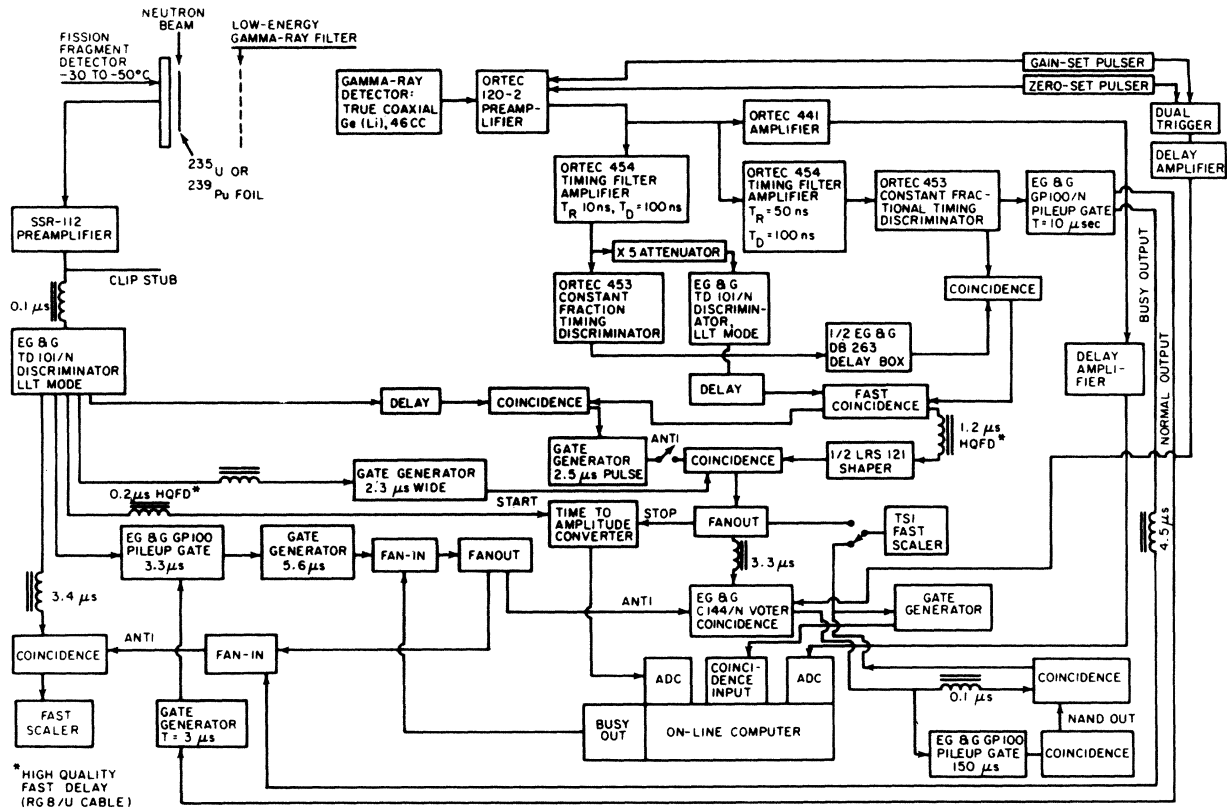 NEUTRON
BEAM
LOW-ENERGY
GAMMA-RAY FILTER
FISSION
FRAGMENT
DETECTOR
-30 TO -50°C
235U OR
239Pu FOIL
GAMMA-RAY
DETECTOR:
TRUE COAXIAL
Ge (Li), 46 CC
ORTEC
120-2
PREAMP-
LIFIER
GAIN-SET PULSER
ZERO-SET PULSER
DUAL
TRIGGER
DELAY
AMPLIFIER
ORTEC 441
AMPLIFIER
ORTEC 454
TIMING FILTER
AMPLIFIER
TR 10 ns, TD = 100 ns
ORTEC 454
TIMING FILTER
AMPLIFIER
TR = 50 ns
TD = 100 ns
ORTEC 453
CONSTANT FRAC-
TIONAL TIMING
DISCRIMINATOR
EG & G
GP100/N
PILEUP GATE
T = 10 μsec
SSR-112
PREAMPLIFIER
CLIP STUB
0.1 μs
X 5 ATTENUATOR
ORTEC 453
CONSTANT
FRACTION
TIMING
DISCRIMINATOR
EG & G
TD 101/N
DISCRIMIN-
ATOR,
LLT MODE
COINCIDENCE
1/2 EG & G
DB 263
DELAY BOX
BUSY OUTPUT
NORMAL OUTPUT
DELAY
AMPLI-
FIER
EG & G
TD 101/N
DISCRIMINATOR
LLT MODE
DELAY
DELAY
COINCIDENCE
FAST
COINCIDENCE
1.2 μs
HQFD*
GATE
GENERATOR
2.5 μs PULSE
ANTI
COINCIDENCE
1/2 LRS 121
SHAPER
GATE GENERATOR
2.3 μs WIDE
0.2 μs HQFD*
START
TIME TO
AMPLITUDE
CONVERTER
STOP
FANOUT
TSI
FAST
SCALER
4.5 μs
EG & G GP100
PILEUP GATE
3.3 μs
GATE
GENERATOR
5.6 μs
FAN-IN
FANOUT
3.3 μs
3.4 μs
ANTI
EG & G
C144/N VOTER
COINCIDENCE
GATE
GENERATOR
COINCIDENCE
ANTI
FAN-IN
ADC
COINCI-
DENCE
INPUT
ADC
COINCIDENCE
0.1 μs
NAND OUT
FAST
SCALER
GATE
GENERATOR
T = 3 μs
BUSY
OUT
ON-LINE COMPUTER
EG & G GP100
PILEUP GATE
150 μs
COINCIDENCE
*HIGH QUALITY
FAST DELAY
(RG 8/U CABLE)